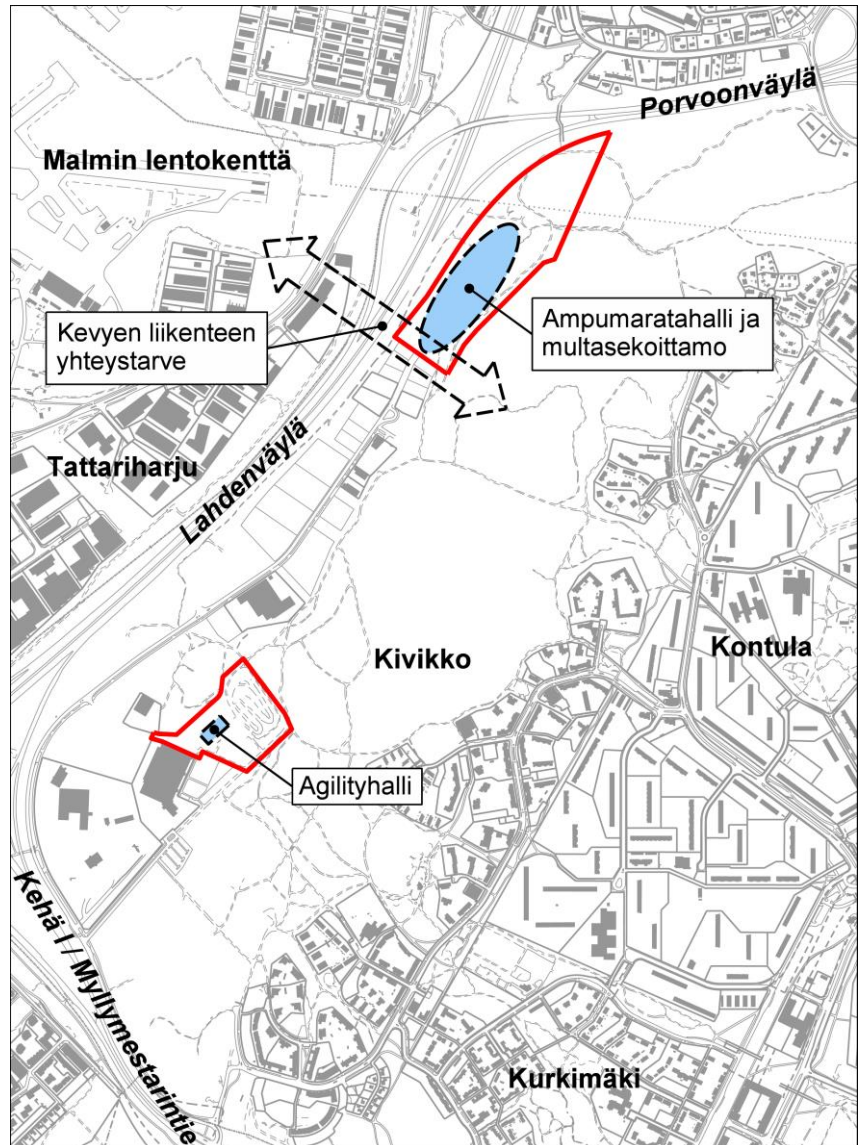 Porvoonväylä
Malmin lentokenttä
Kevyen liikenteen
yhteystarve
Ampumaratahalli ja
multasekoittamo
Tattariharju
Lahdenväylä
Kivikko
Kontula
Agilityhalli
Kehä I / Myllymestarintie
Kurkimäki